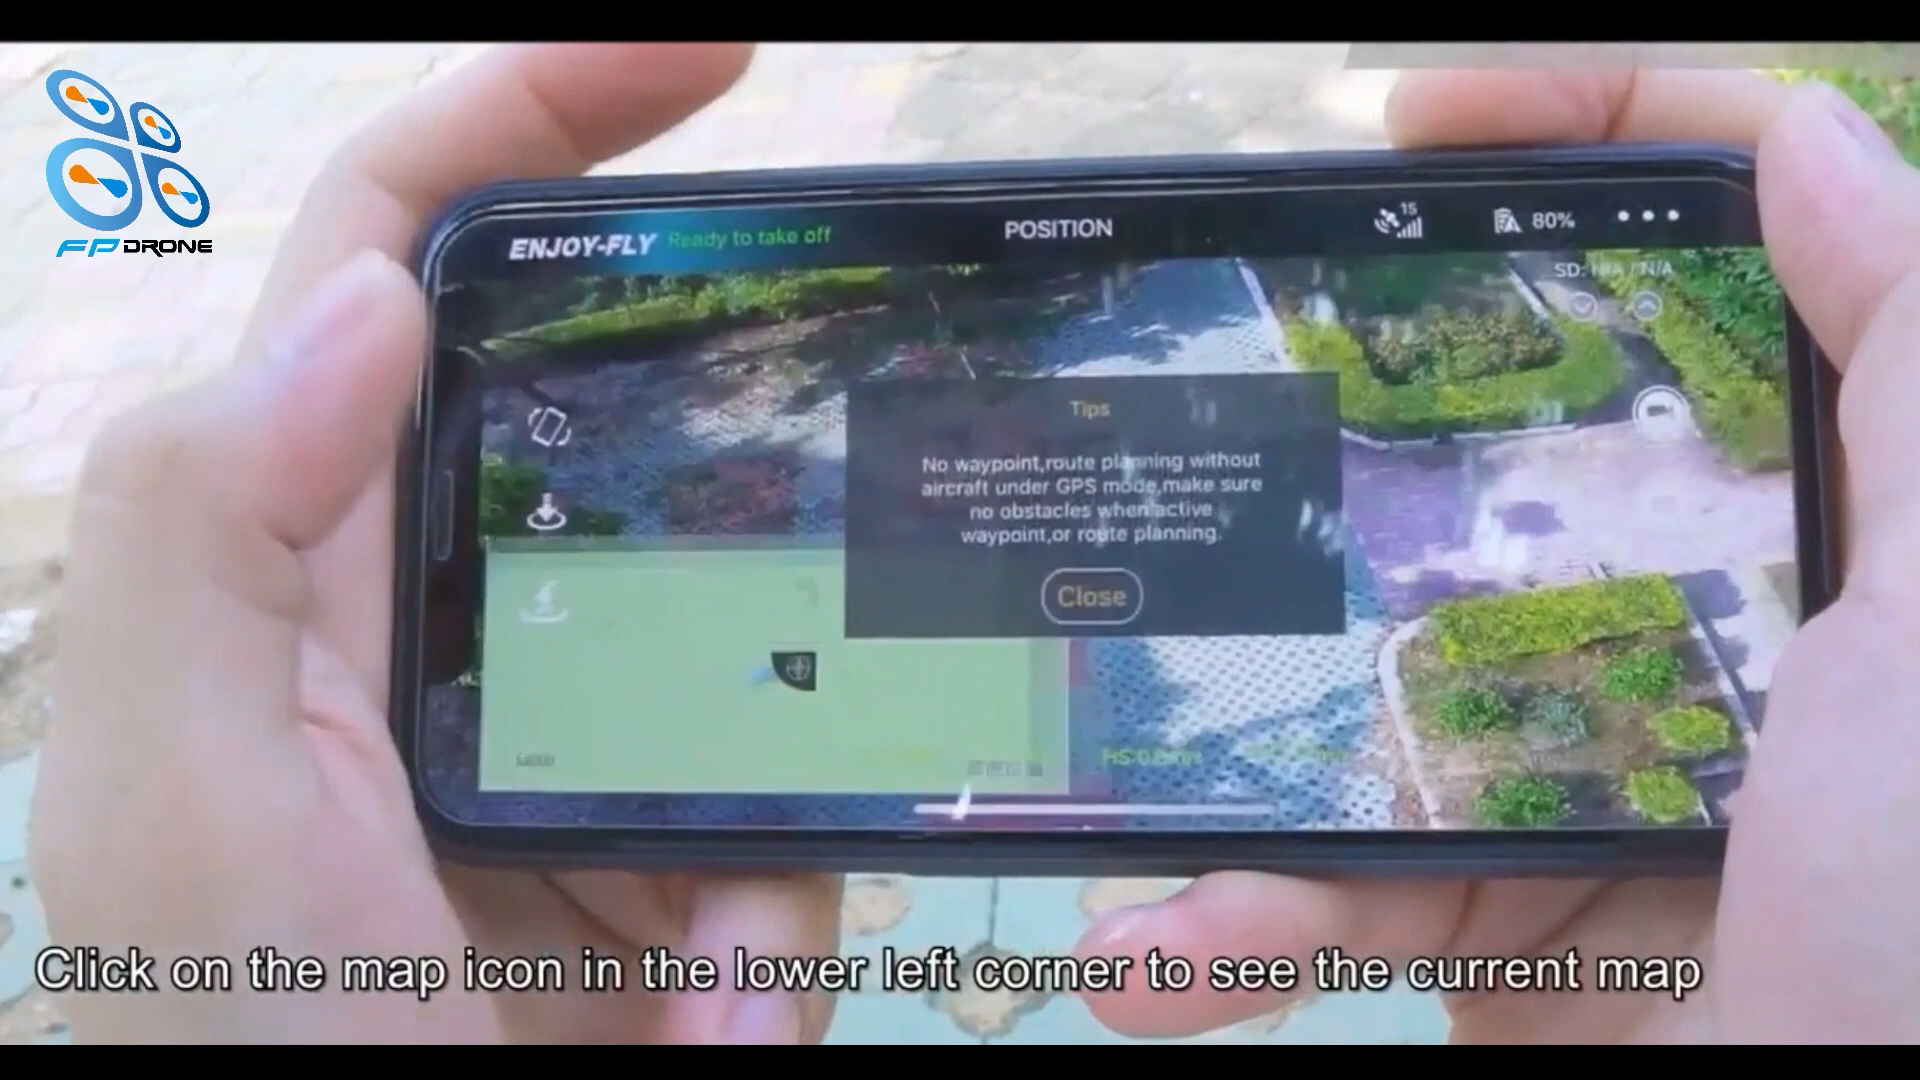 FPDRONE
ENJOY-FLY Ready to take off
POSITION
15
80%
SD: N/A / N/A
Tips
No waypoint,route planning without
aircraft under GPS mode,make sure
no obstacles when active
waypoint,or route planning.
Close
Click on the map icon in the lower left corner to see the current map